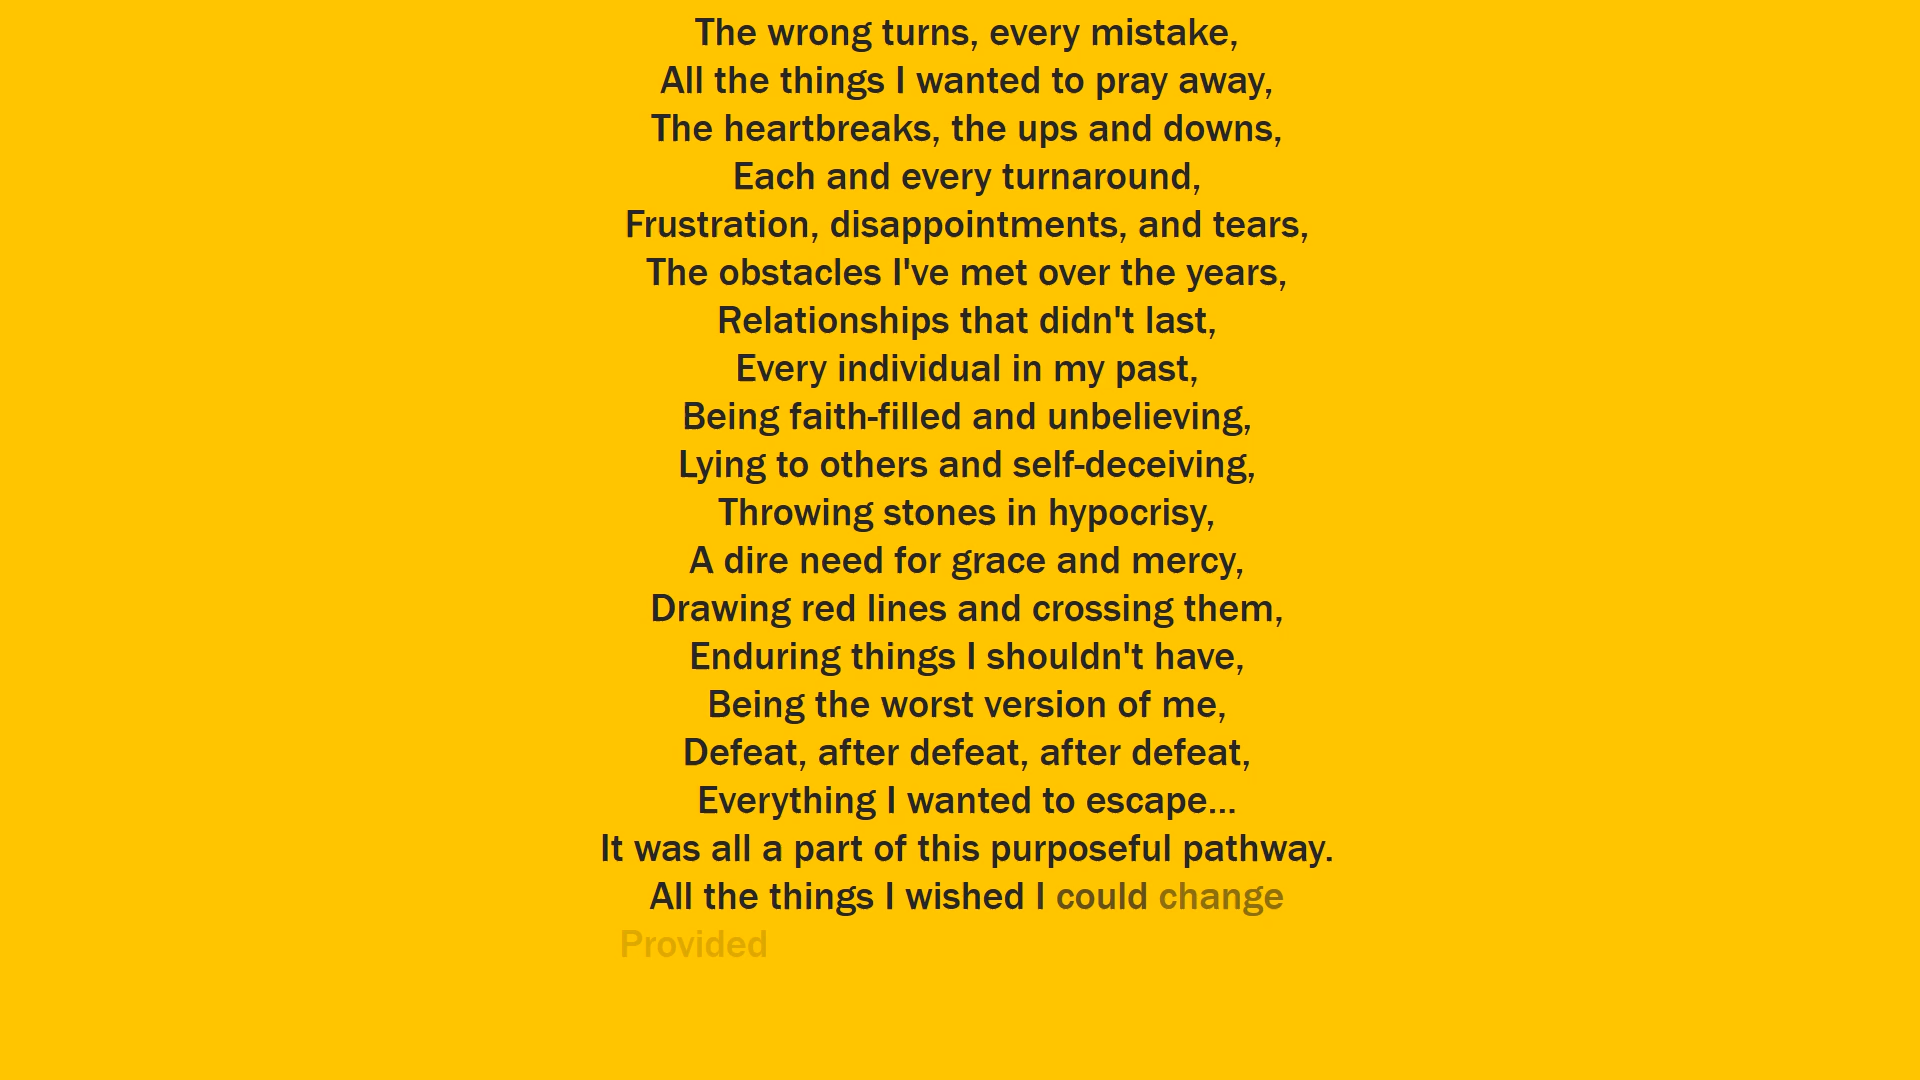 The wrong turns, every mistake,
All the things I wanted to pray away,
The heartbreaks, the ups and downs,
Each and every turnaround,
Frustration, disappointments, and tears,
The obstacles I've met over the years,
Relationships that didn't last,
Every individual in my past,
Being faith-filled and unbelieving,
Lying to others and self-deceiving,
Throwing stones in hypocrisy,
A dire need for grace and mercy,
Drawing red lines and crossing them,
Enduring things I shouldn't have,
Being the worst version of me,
Defeat, after defeat, after defeat,
Everything I wanted to escape...
It was all a part of this purposeful pathway.
All the things I wished I could change
Provided